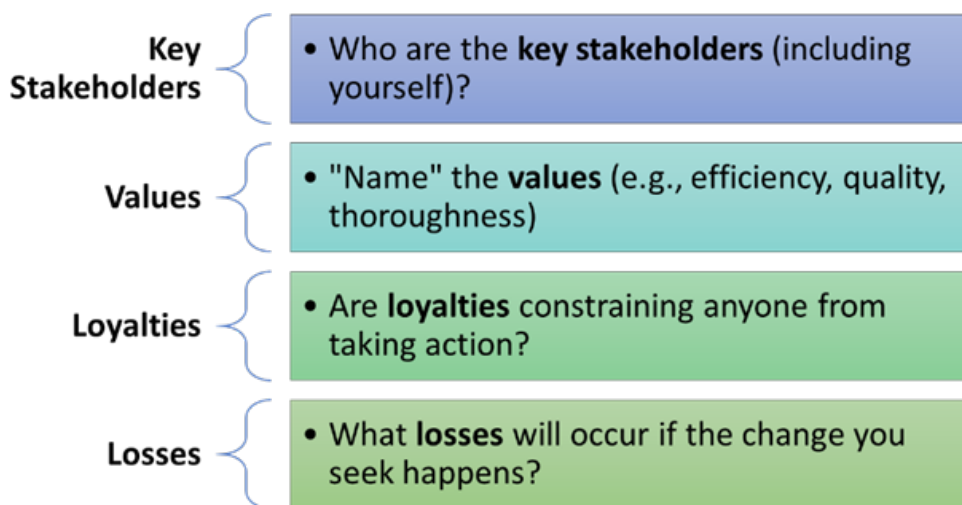 Key
Stakeholders
• Who are the key stakeholders (including
yourself)?
Values
• "Name" the values (e.g., efficiency, quality,
thoroughness)
Loyalties
• Are loyalties constraining anyone from
taking action?
Losses
• What losses will occur if the change you
seek happens?